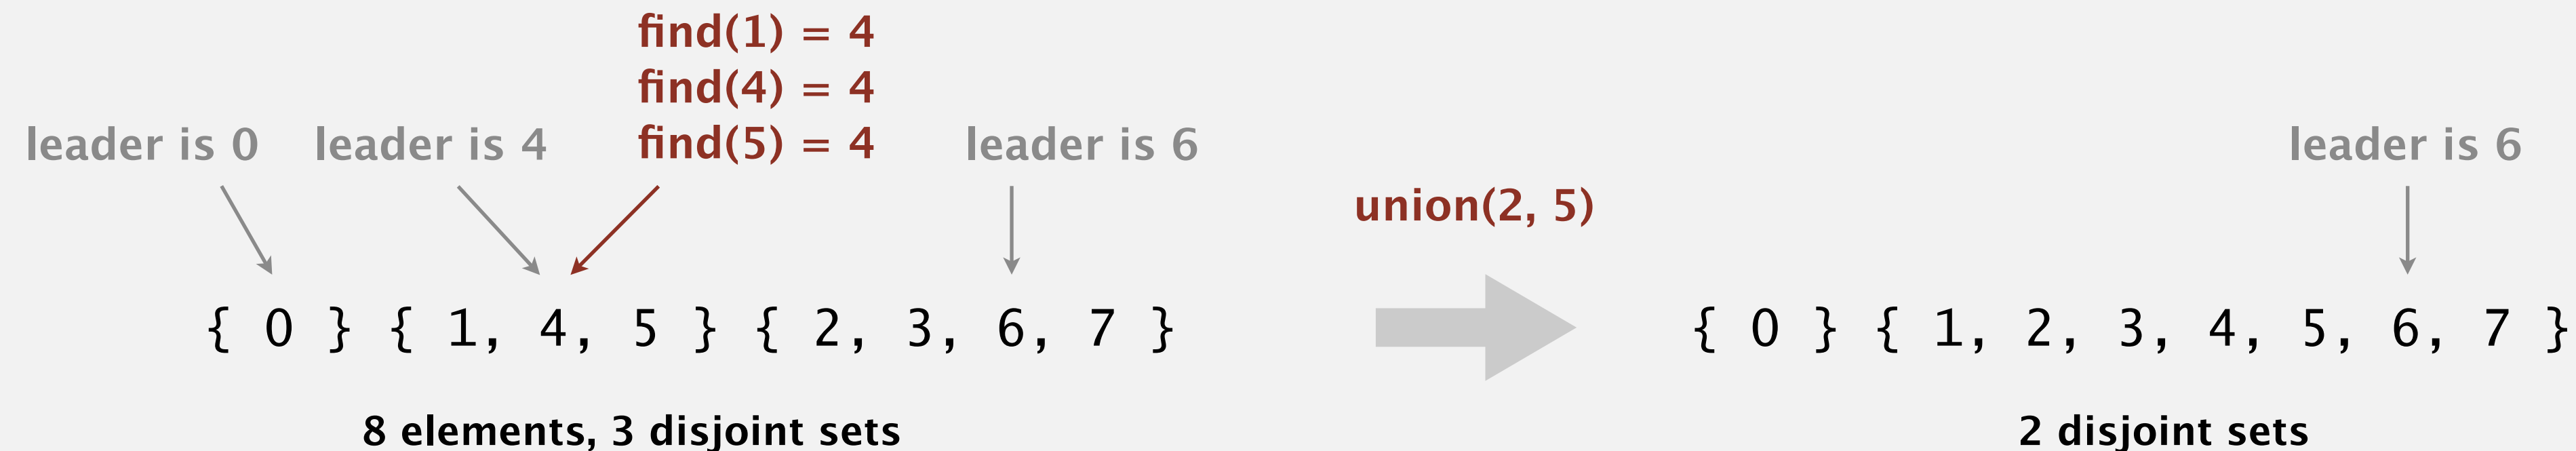 find(1) = 4
find(4) = 4
find(5) = 4
leader is 0
leader is 4
leader is 6
{ 0 } { 1, 4, 5 } { 2, 3, 6, 7 }
8 elements, 3 disjoint sets
union(2, 5)
leader is 6
{ 0 } { 1, 2, 3, 4, 5, 6, 7 }
2 disjoint sets